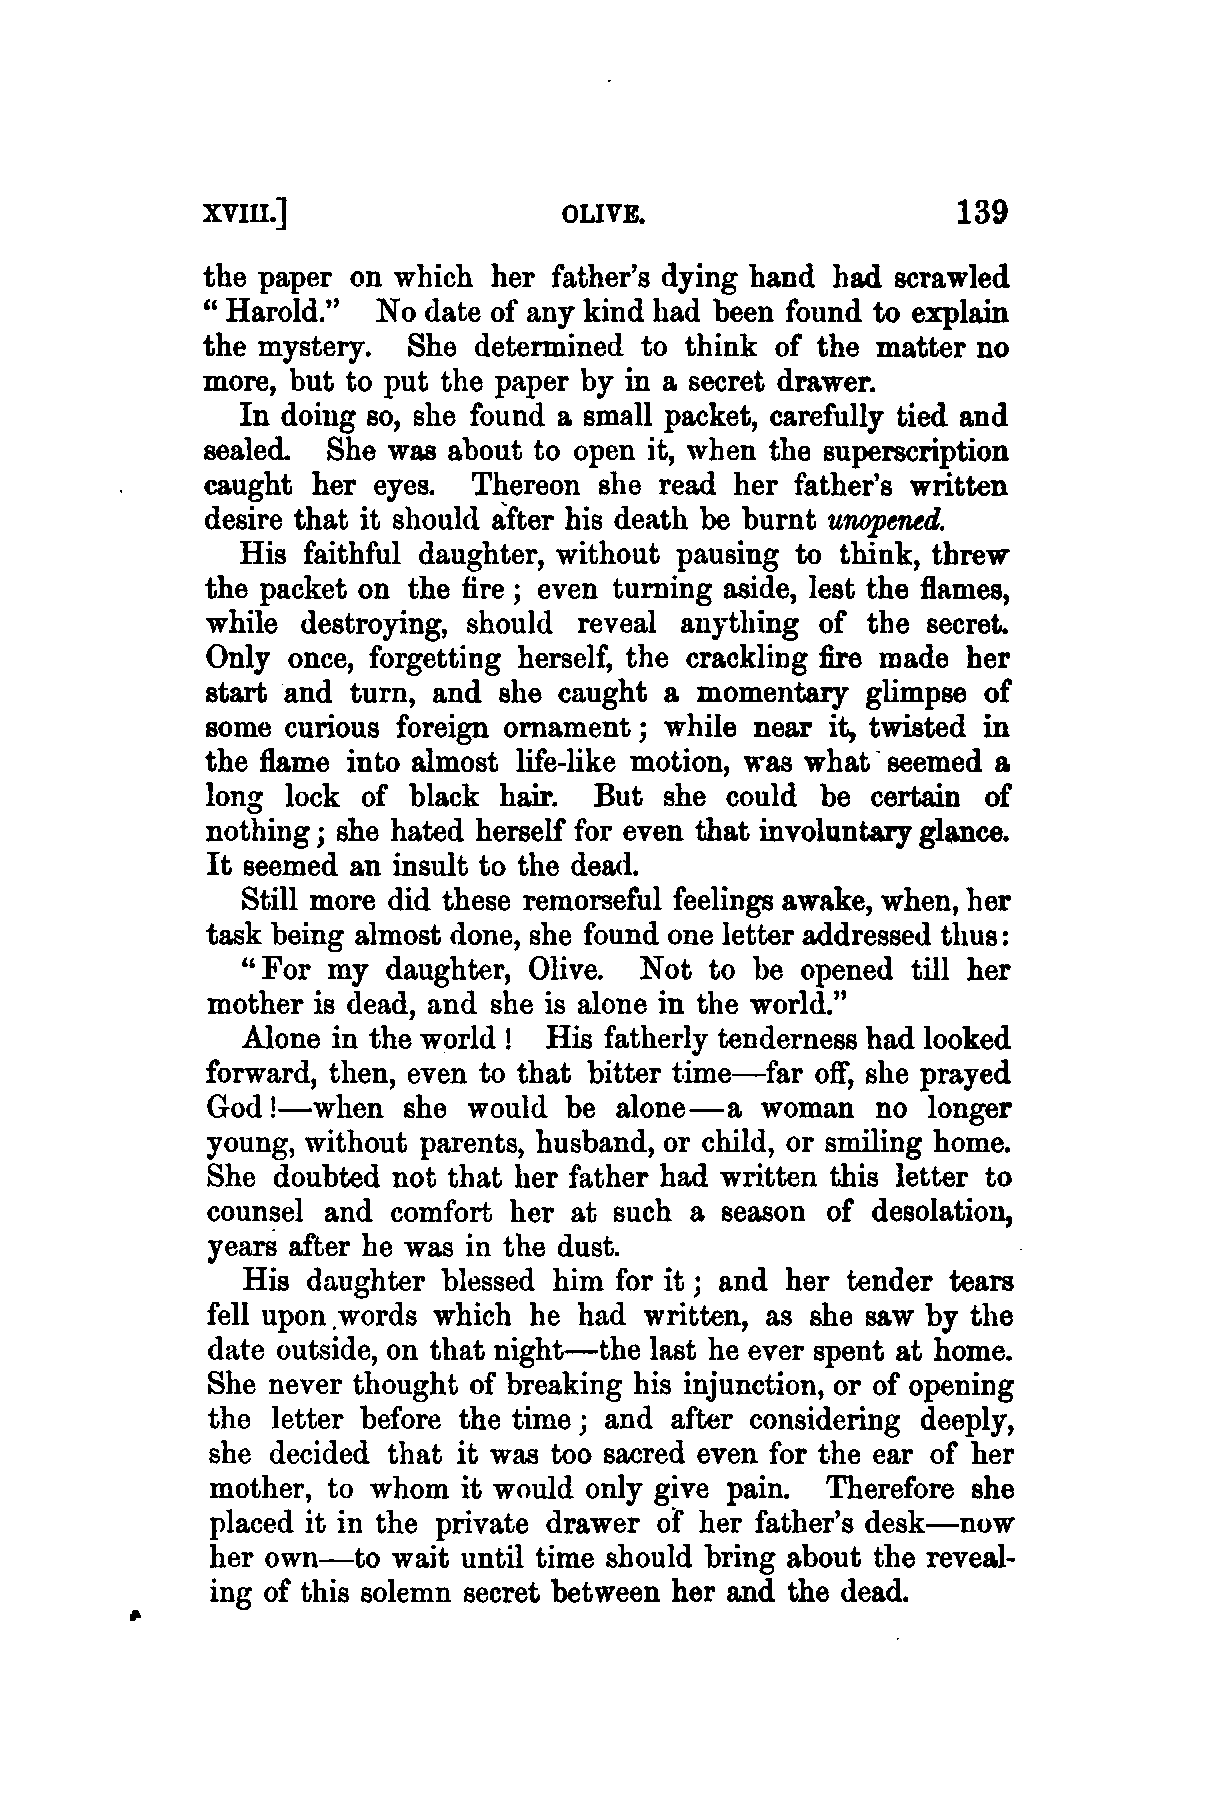 XVIII.] OLIVE. 139
the paper on which her father's dying hand had scrawled
" Harold." No date of any kind had been found to explain
the mystery. She determined to think of the matter no
more, but to put the paper by in a secret drawer.
In doing so, she found a small packet, carefully tied and
sealed. She was about to open it, when the superscription
caught her eyes. Thereon she read her father's written
desire that it should after his death be burnt unopened.
His faithful daughter, without pausing to think, threw
the packet on the fire ; even turning aside, lest the flames,
while destroying, should reveal anything of the secret.
Only once, forgetting herself, the crackling fire made her
start and turn, and she caught a momentary glimpse of
some curious foreign ornament ; while near it, twisted in
the flame into almost life-like motion, was what seemed a
long lock of black hair. But she could be certain of
nothing ; she hated herself for even that involuntary glance.
It seemed an insult to the dead.
Still more did these remorseful feelings awake, when, her
task being almost done, she found one letter addressed thus:
" For my daughter, Olive. Not to be opened till her
mother is dead, and she is alone in the world."
Alone in the world ! His fatherly tenderness had looked
forward, then, even to that bitter time—far off, she prayed
God !—when she would be alone—a woman no longer
young, without parents, husband, or child, or smiling home.
She doubted not that her father had written this letter to
counsel and comfort her at such a season of desolation,
years after he was in the dust.
His daughter blessed him for it ; and her tender tears
fell upon words which he had written, as she saw by the
date outside, on that night—the last he ever spent at home.
She never thought of breaking his injunction, or of opening
the letter before the time ; and after considering deeply,
she decided that it was too sacred even for the ear of her
mother, to whom it would only give pain. Therefore she
placed it in the private drawer of her father's desk—now
her own—to wait until time should bring about the reveal-
ing of this solemn secret between her and the dead.